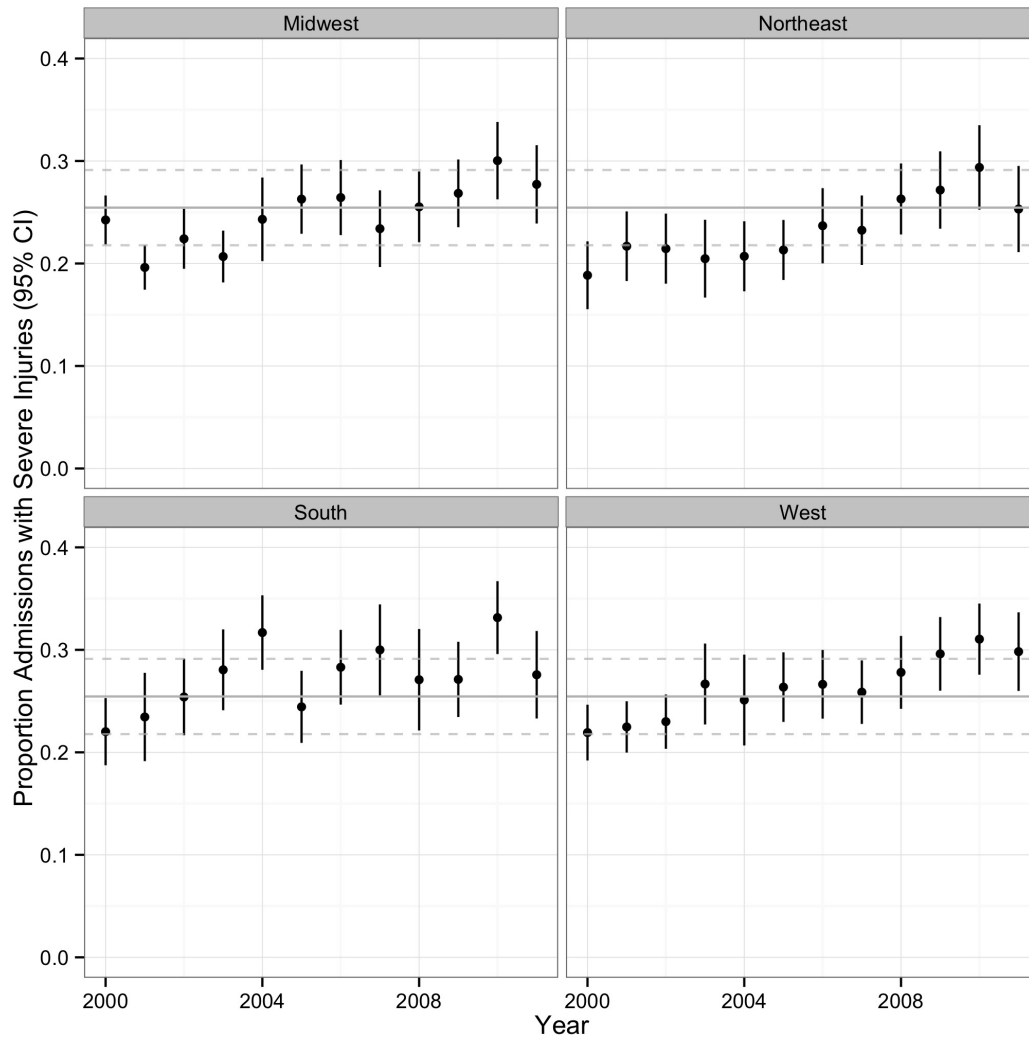 Midwest
Northeast
0.4
0.3
0.2
0.1
0.0
South
West
0.4
0.3
0.2
0.1
0.0
2000
2004
2008
2000
2004
2008
Year
Proportion Admissions with Severe Injuries (95% CI)